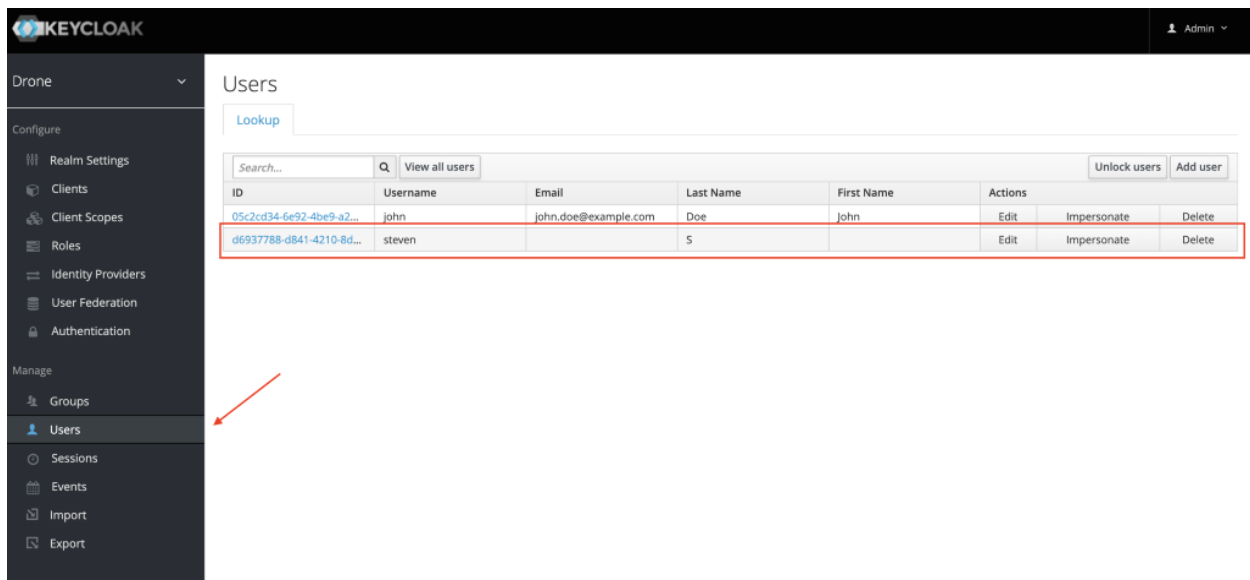 KEYCLOAK
Admin
Drone
Configure
Realm Settings
Clients
Client Scopes
Roles
Identity Providers
User Federation
Authentication
Manage
Groups
Users
Sessions
Events
Import
Export
Users
Lookup
Search... View all users Unlock users Add user
ID Username Email Last Name First Name Actions
05c2cd34-6e92-4be9-a2... john john.doe@example.com Doe John Edit Impersonate Delete
d6937788-d841-4210-8d... steven S Edit Impersonate Delete